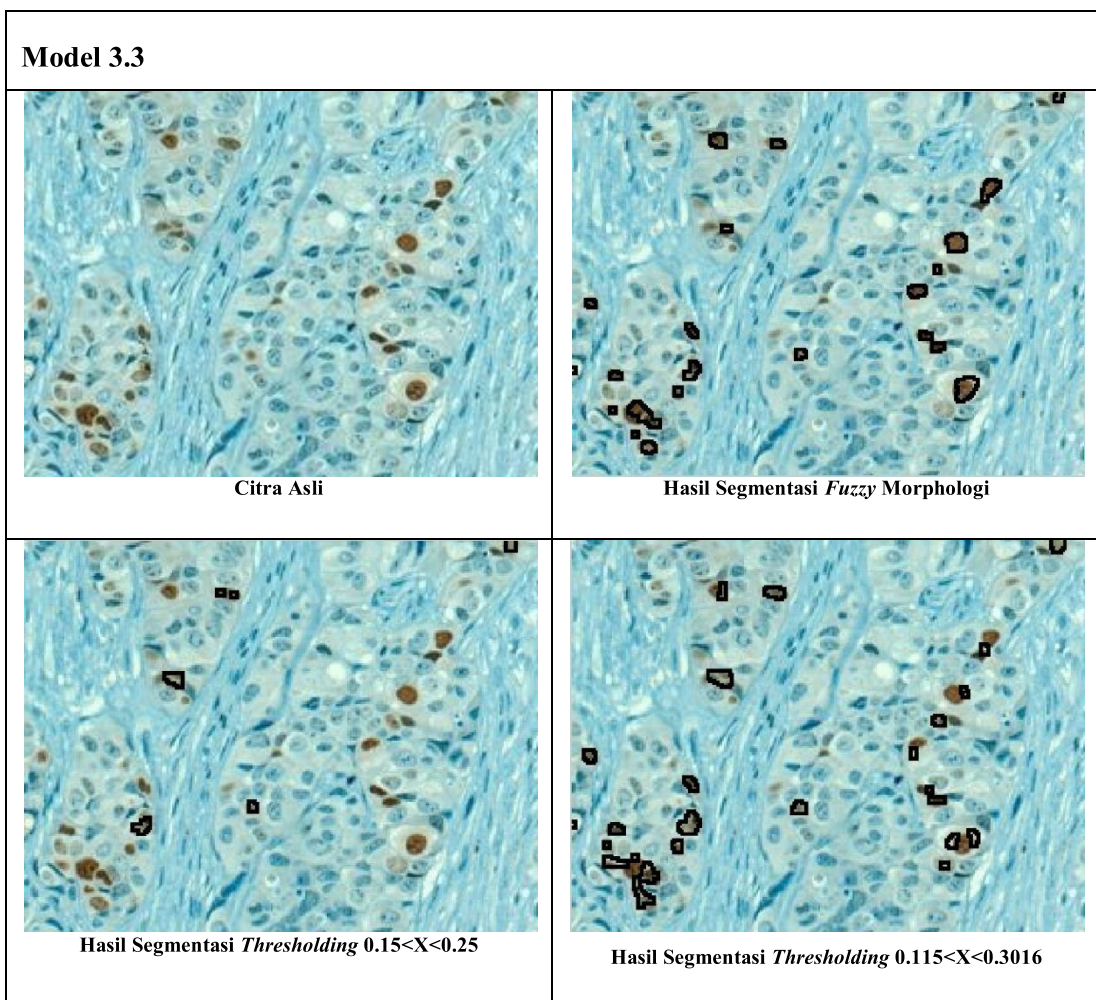 Model 3.3
Citra Asli
Hasil Segmentasi Fuzzy Morphologi
Hasil Segmentasi Thresholding 0.15<X<0.25
Hasil Segmentasi Thresholding 0.115<X<0.3016